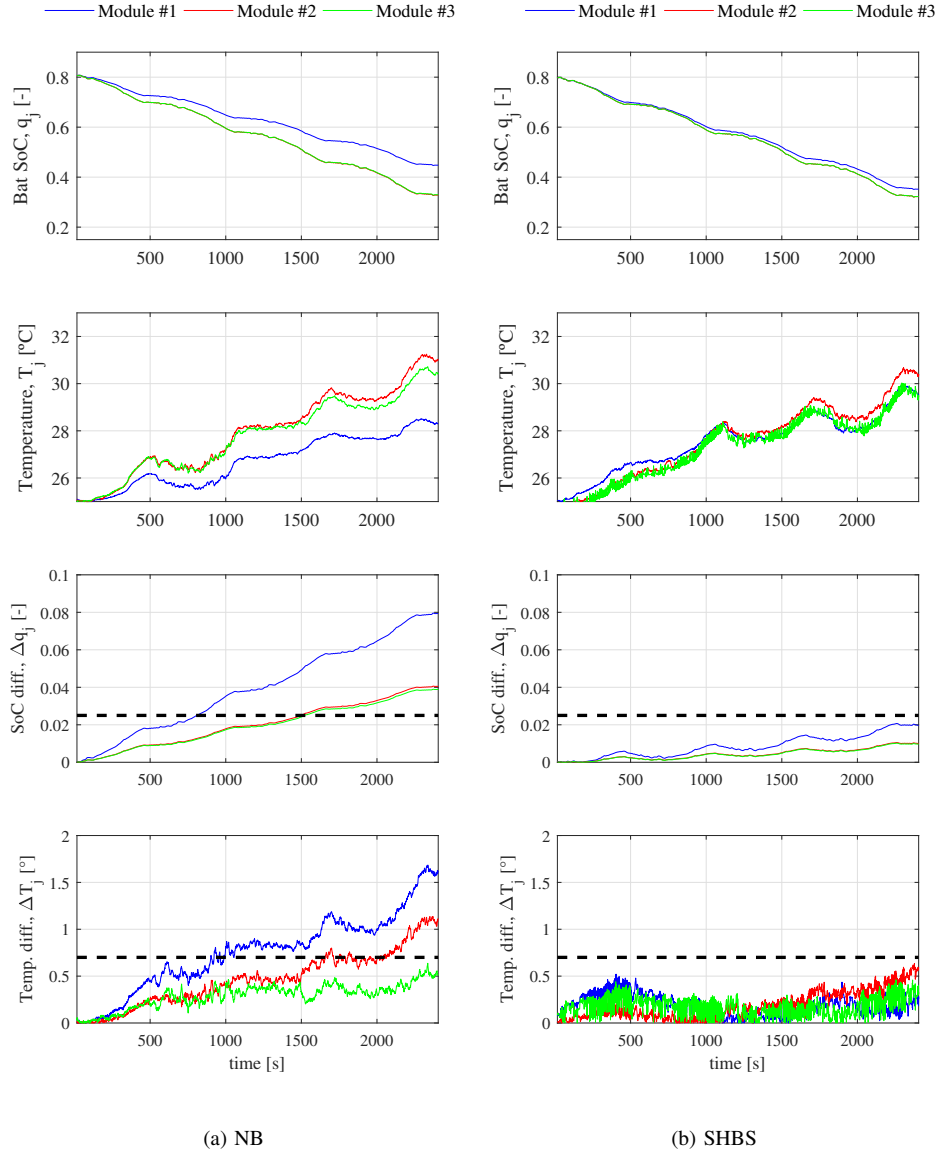 Module #1 Module #2 Module #3
Bat SoC, q_j [-]
0.8
0.6
0.4
0.2
500 1000 1500 2000
Temperature, T_j [ºC]
32
30
28
26
500 1000 1500 2000
SoC diff., Δq_j [-]
0.1
0.08
0.06
0.04
0.02
0
500 1000 1500 2000
Temp. diff., ΔT_j [°]
2
1.5
1
0.5
0
500 1000 1500 2000
time [s]
(a) NB
Module #1 Module #2 Module #3
Bat SoC, q_j [-]
0.8
0.6
0.4
0.2
500 1000 1500 2000
Temperature, T_j [ºC]
32
30
28
26
500 1000 1500 2000
SoC diff., Δq_j [-]
0.1
0.08
0.06
0.04
0.02
0
500 1000 1500 2000
Temp. diff., ΔT_j [°]
2
1.5
1
0.5
0
500 1000 1500 2000
time [s]
(b) SHBS